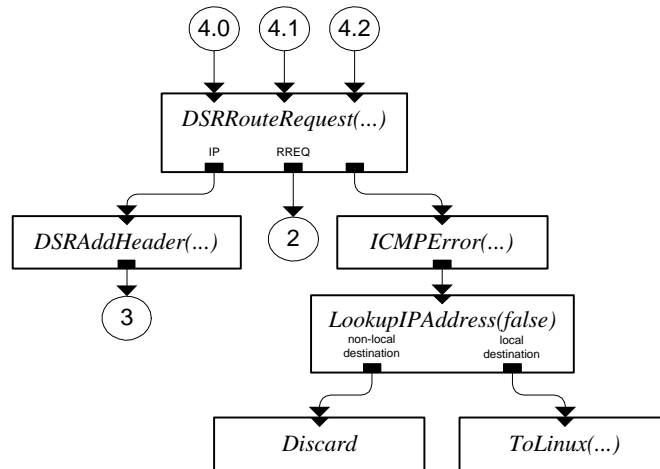 4.0 4.1 4.2
DSRRouteRequest(...)
IP RREQ
DSRAddHeader(...) 2 ICMPError(...)
3
LookupIPAddress(false)
non-local local
destination destination
Discard ToLinux(...)